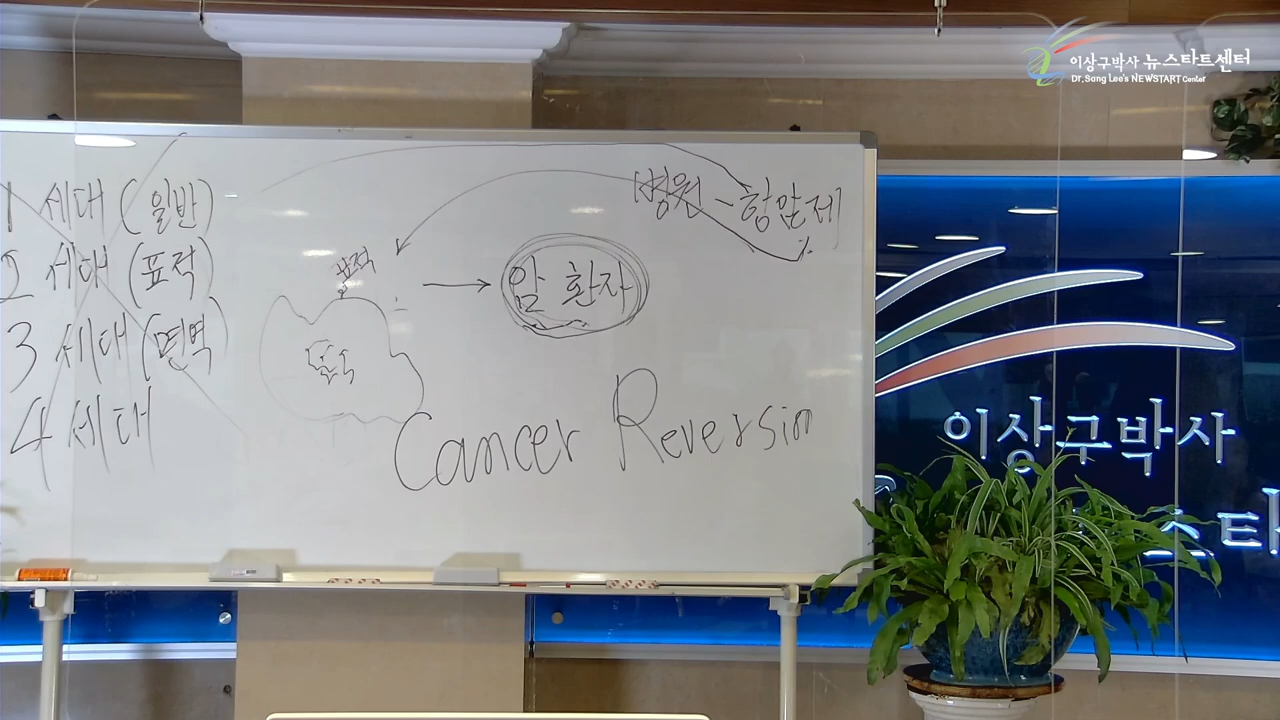 이상구박사 뉴스타트센터
Dr. Sang Lee's NEWSTART Center
1 세대 (일반)
2 세대 (표적)
3 세대 (면역)
4 세대
병원 - 항암제
표적
암 환자
Cancer Reversion
이상구박사
스타